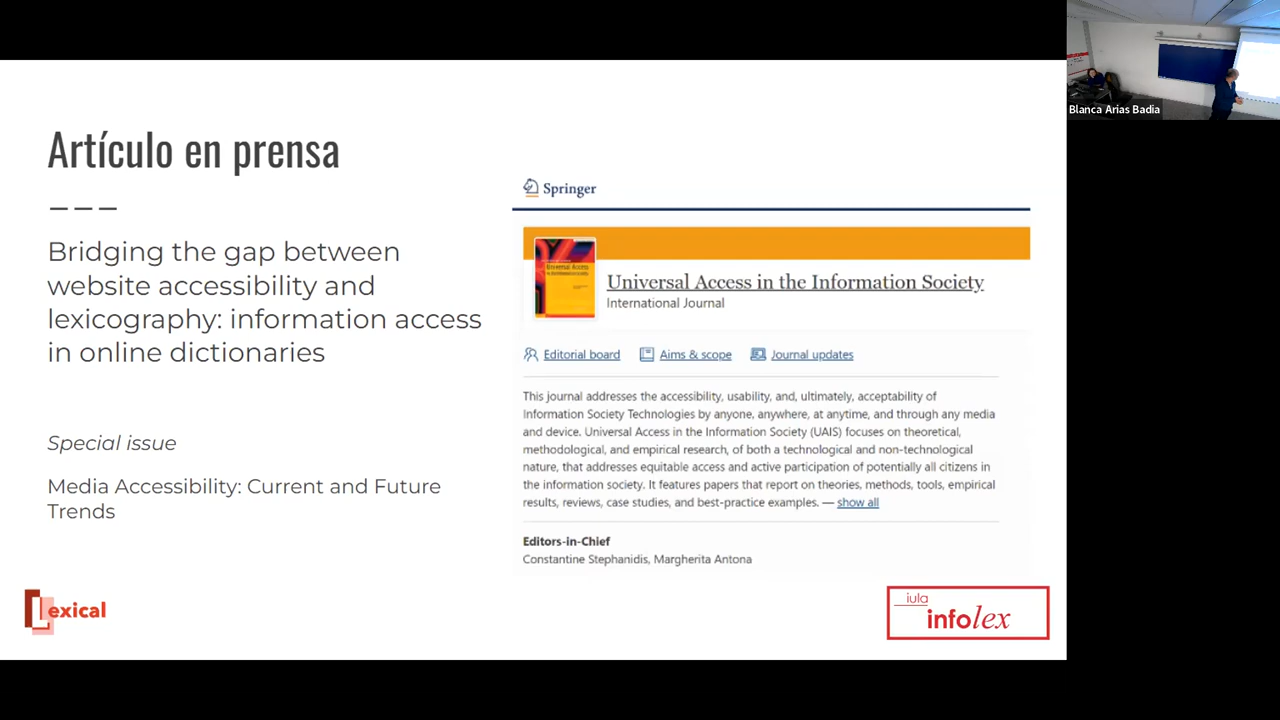 Artículo en prensa
Bridging the gap between
website accessibility and
lexicography: information access
in online dictionaries
Special issue
Media Accessibility: Current and Future
Trends
Springer
Universal Access in the Information Society
International Journal
Editorial board
Aims & scope
Journal updates
This journal addresses the accessibility, usability, and, ultimately, acceptability of
Information Society Technologies by anyone, anywhere, at anytime, and through any media
and device. Universal Access in the Information Society (UAIS) focuses on theoretical,
methodological, and empirical research, of both a technological and non-technological
nature, that addresses equitable access and active participation of potentially all citizens in
the information society. It features papers that report on theories, methods, tools, empirical
results, reviews, case studies, and best-practice examples. — show all
Editors-in-Chief
Constantine Stephanidis, Margherita Antona
Lexical
iula
infolex
Blanca Arias Badia